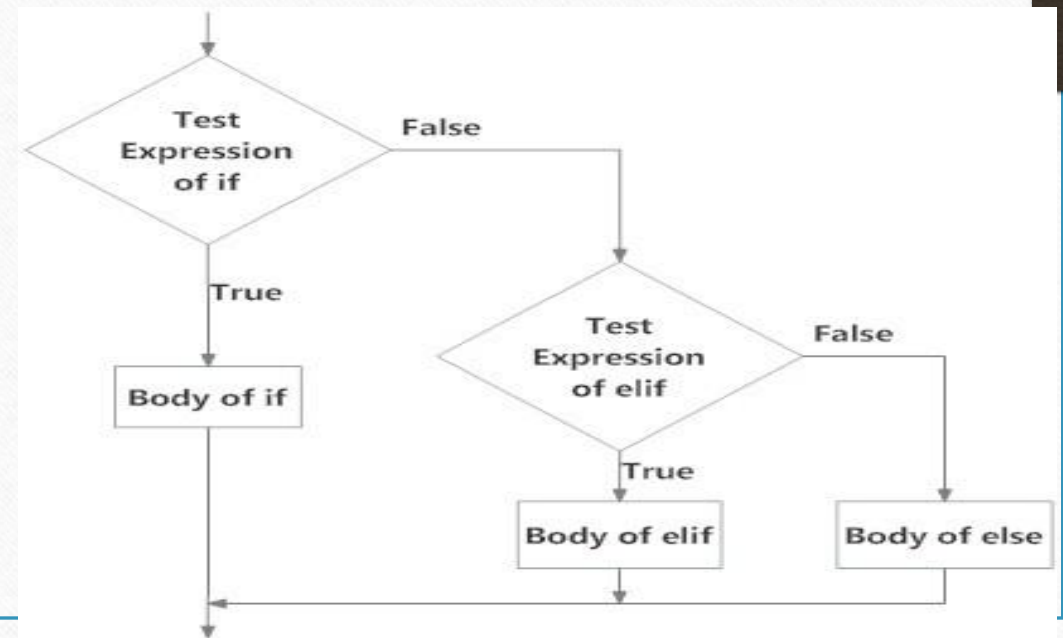 Test
Expression
of if
False
True
Body of if
Test
Expression
of elif
False
True
Body of elif
Body of else